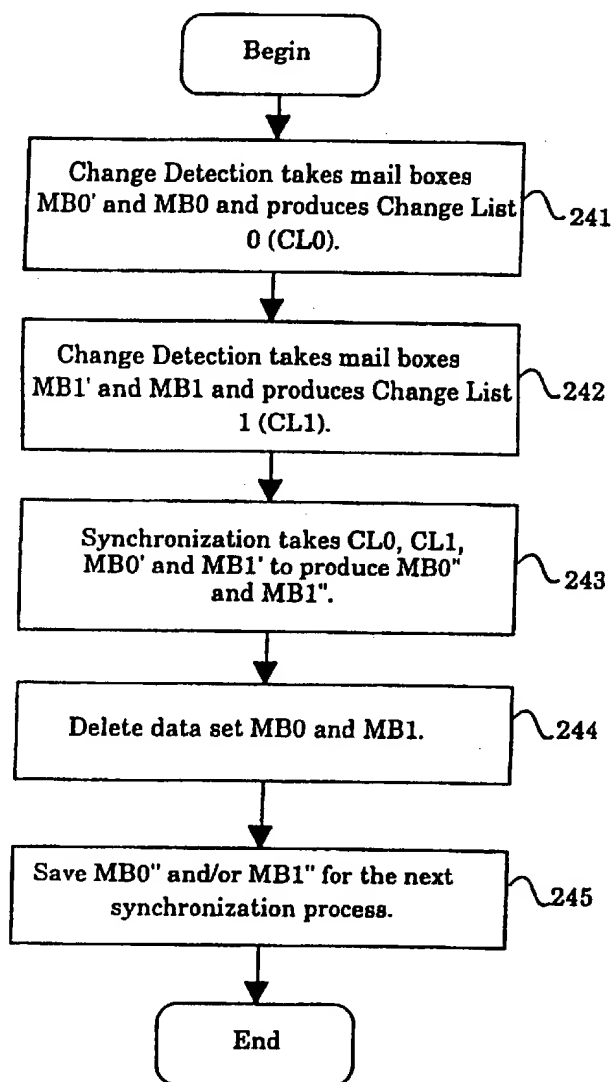 Begin
Change Detection takes mail boxes
MB0' and MB0 and produces Change List
0 (CL0).
241
Change Detection takes mail boxes
MB1' and MB1 and produces Change List
1 (CL1).
242
Synchronization takes CL0, CL1,
MB0' and MB1' to produce MB0"
and MB1".
243
Delete data set MB0 and MB1.
244
Save MB0" and/or MB1" for the next
synchronization process.
245
End